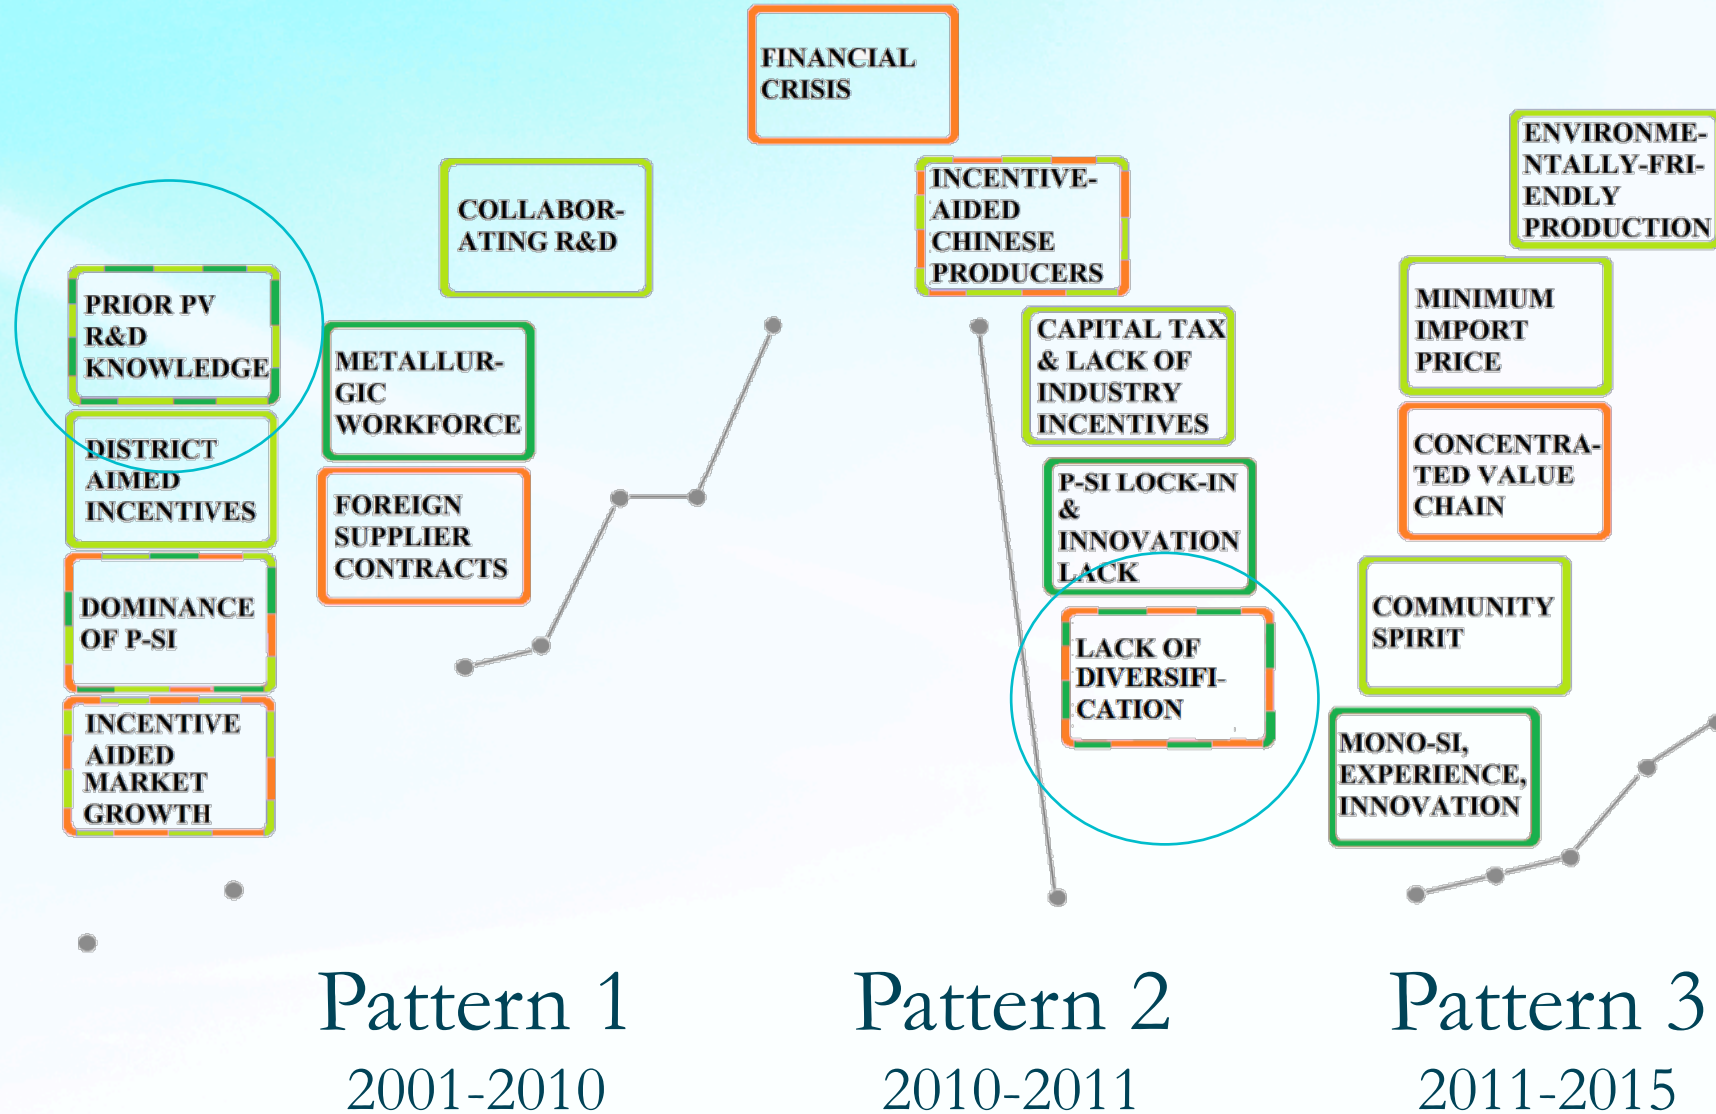 FINANCIAL
CRISIS
COLLABOR-
ATING R&D
PRIOR PV
R&D
KNOWLEDGE
DISTRICT
AIMED
INCENTIVES
DOMINANCE
OF P-SI
INCENTIVE
AIDED
MARKET
GROWTH
METALLUR-
GIC
WORKFORCE
FOREIGN
SUPPLIER
CONTRACTS
INCENTIVE-
AIDED
CHINESE
PRODUCERS
CAPITAL TAX
& LACK OF
INDUSTRY
INCENTIVES
P-SI LOCK-IN
&
INNOVATION
LACK
LACK OF
DIVERSIFI-
CATION
ENVIRONME-
NTALLY-FRI-
ENDLY
PRODUCTION
MINIMUM
IMPORT
PRICE
CONCENTRA-
TED VALUE
CHAIN
COMMUNITY
SPIRIT
MONO-SI,
EXPERIENCE,
INNOVATION
Pattern 1
2001-2010
Pattern 2
2010-2011
Pattern 3
2011-2015